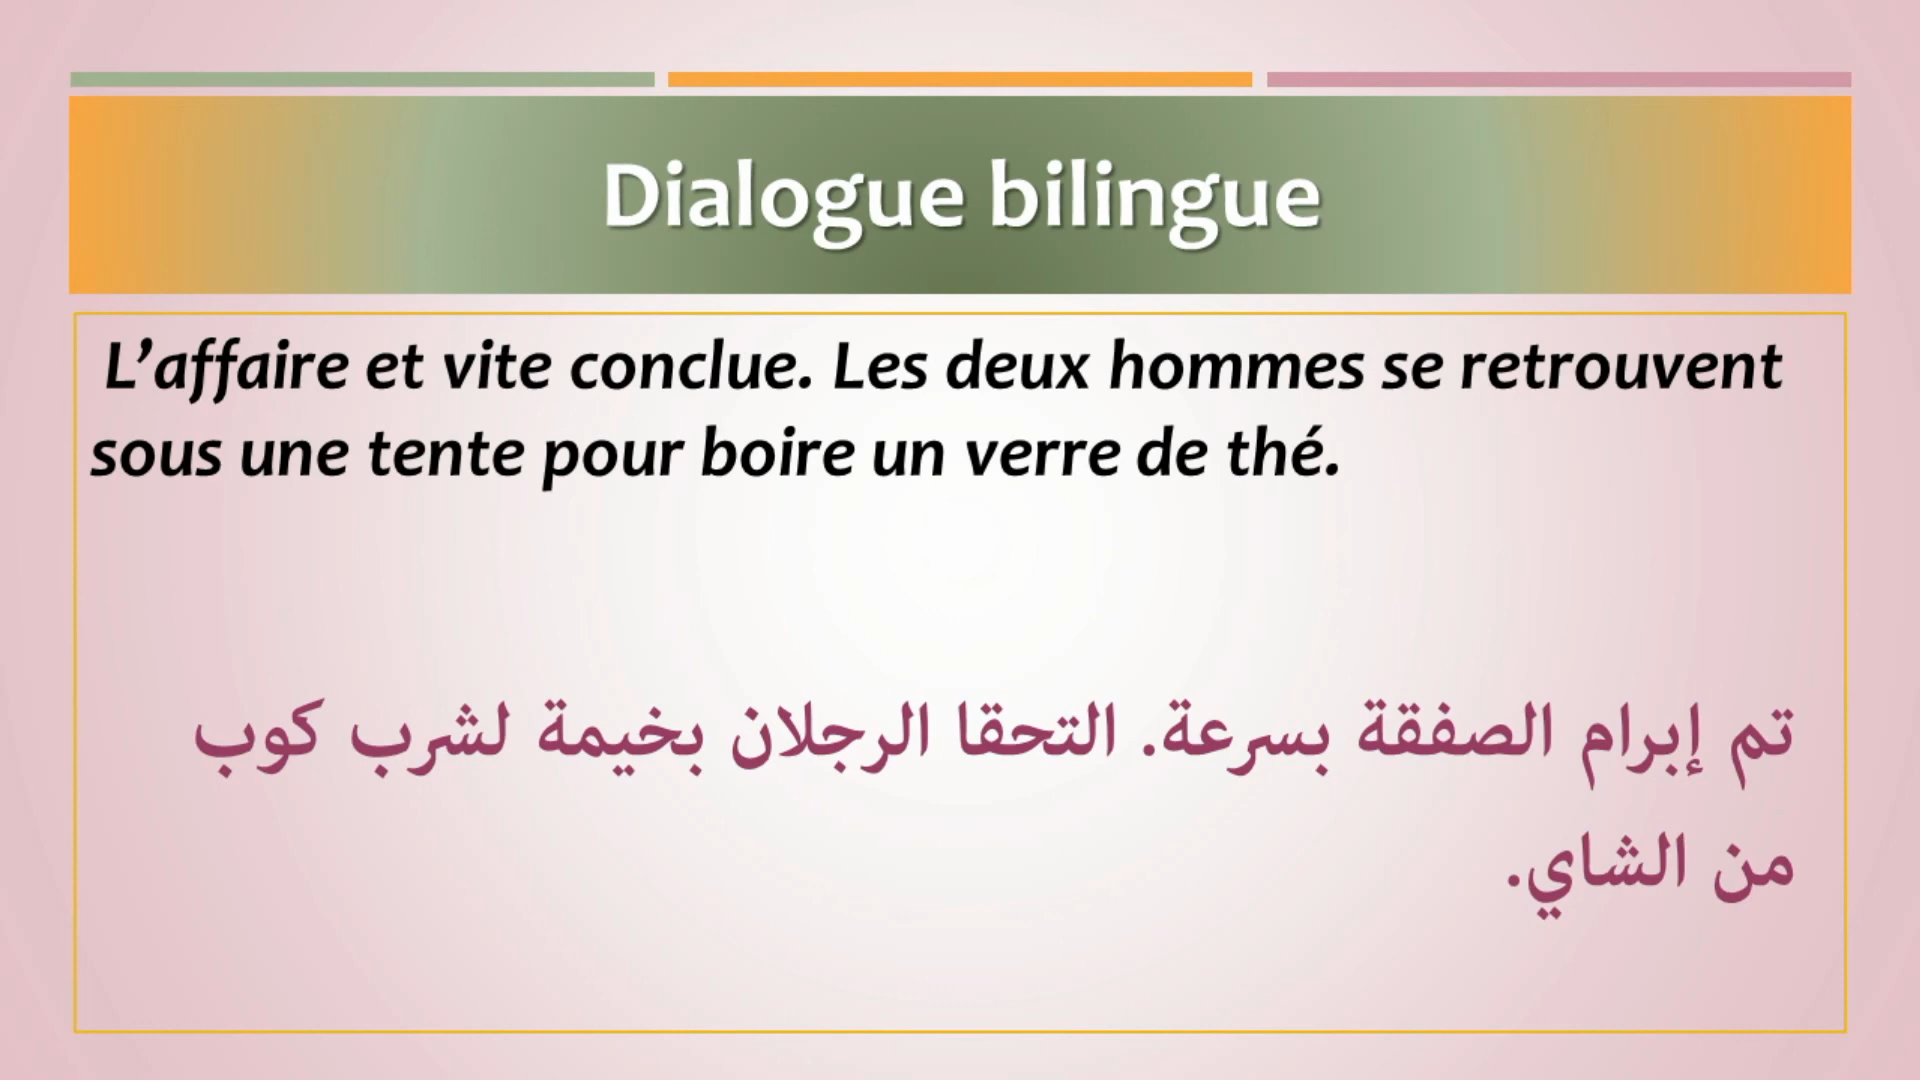 Dialogue bilingue
L’affaire et vite conclue. Les deux hommes se retrouvent
sous une tente pour boire un verre de thé.
تم إبرام الصفقة بسرعة. التحقا الرجلان بخيمة لشرب كوب
من الشاي.